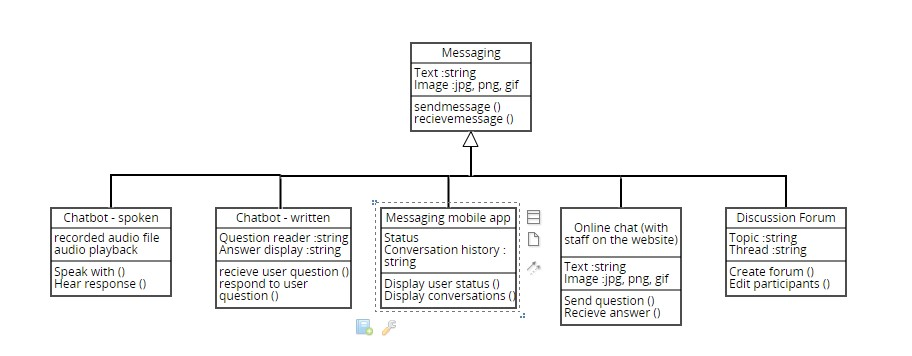 Messaging
Text :string
Image :jpg, png, gif
sendmessage ()
recievemessage ()
Chatbot - spoken
recorded audio file
audio playback
Speak with ()
Hear response ()
Chatbot - written
Question reader :string
Answer display :string
recieve user question ()
respond to user
question ()
Messaging mobile app
Status
Conversation history :
string
Display user status ()
Display conversations ()
Online chat (with
staff on the website)
Text :string
Image :jpg, png, gif
Send question ()
Recieve answer ()
Discussion Forum
Topic :string
Thread :string
Create forum ()
Edit participants ()